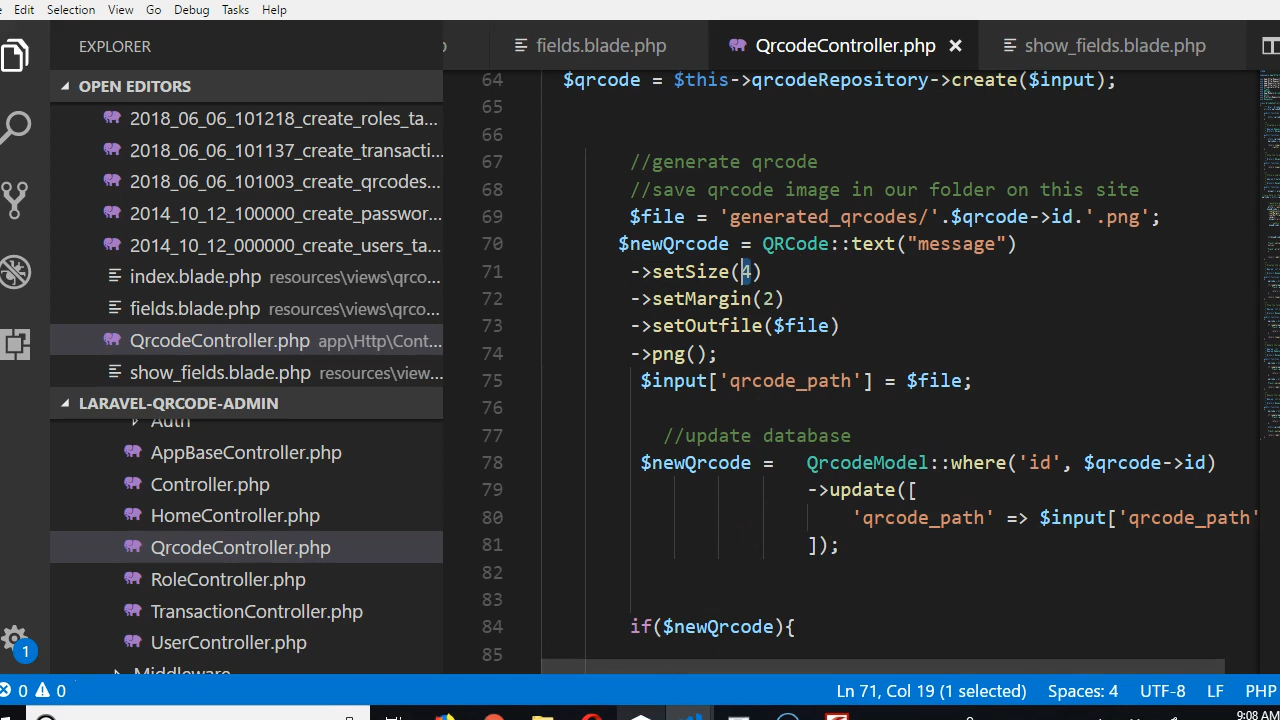 Edit Selection View Go Debug Tasks Help
EXPLORER
fields.blade.php
QrcodeController.php ×
show_fields.blade.php
OPEN EDITORS
2018_06_06_101218_create_roles_ta...
2018_06_06_101137_create_transacti...
2018_06_06_101003_create_qrcodes...
2014_10_12_100000_create_passwor...
2014_10_12_000000_create_users_ta...
index.blade.php resources\views\qrco...
fields.blade.php resources\views\qrco...
QrcodeController.php app\Http\Cont...
show_fields.blade.php resources\view...
LARAVEL-QRCODE-ADMIN
Auth
AppBaseController.php
Controller.php
HomeController.php
QrcodeController.php
RoleController.php
TransactionController.php
UserController.php
Middleware
64 $qrcode = $this->qrcodeRepository->create($input);
65
66
67 //generate qrcode
68 //save qrcode image in our folder on this site
69 $file = 'generated_qrcodes/'.$qrcode->id.'.png';
70 $newQrcode = QRCode::text("message")
71 ->setSize(4)
72 ->setMargin(2)
73 ->setOutfile($file)
74 ->png();
75 $input['qrcode_path'] = $file;
76
77 //update database
78 $newQrcode = QrcodeModel::where('id', $qrcode->id)
79 ->update([
80 'qrcode_path' => $input['qrcode_path'
81 ]);
82
83
84 if($newQrcode){
85
1
0 0
Ln 71, Col 19 (1 selected) Spaces: 4 UTF-8 LF PHP
9:08 AM